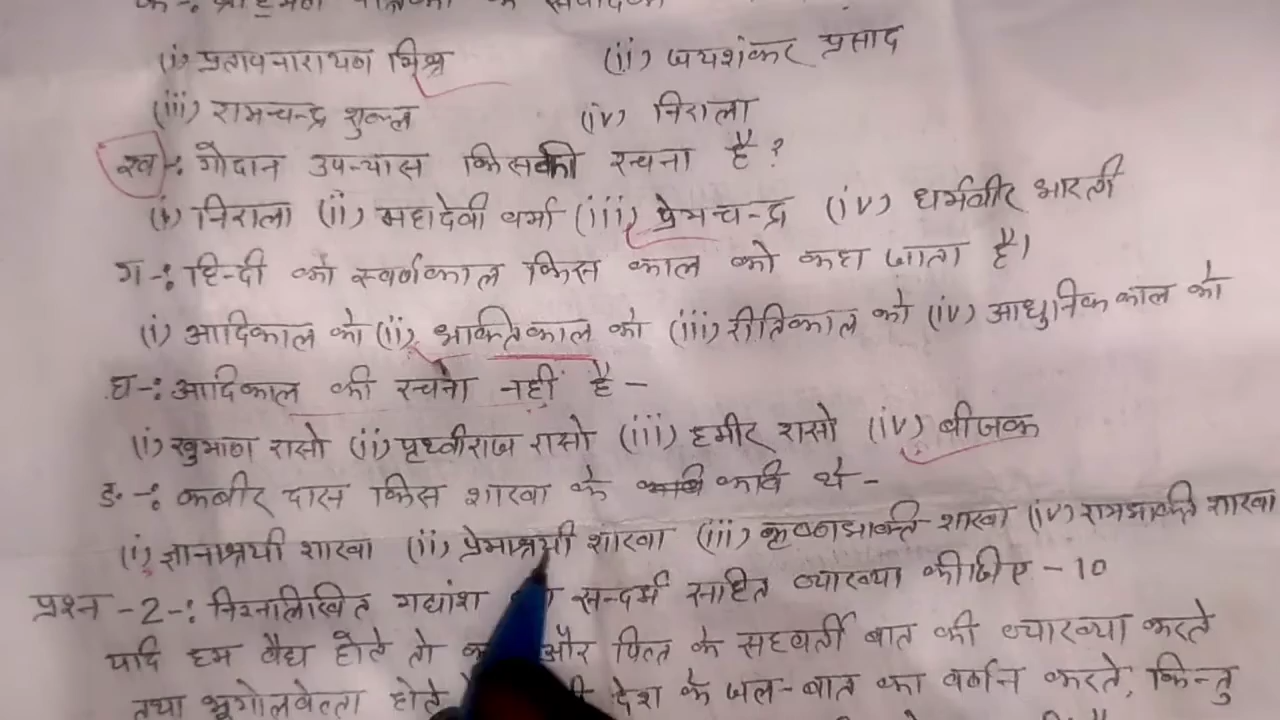 क-: ब्राह्मण पत्रिका के संपादक
(i) प्रतापनारायण मिश्र (ii) जयशंकर प्रसाद
(iii) रामचन्द्र शुक्ल (iv) निराला
ख-: गोदान उपन्यास किसकी रचना है ?
(i) निराला (ii) महादेवी वर्मा (iii) प्रेमचन्द्र (iv) धर्मवीर भारती
ग-: हिन्दी को स्वर्णकाल किस काल को कहा जाता है।
(i) आदिकाल को (ii) भक्तिकाल को (iii) रीतिकाल को (iv) आधुनिक काल को
घ-: आदिकाल की रचना नहीं है -
(i) खुमाण रासो (ii) पृथ्वीराज रासो (iii) हमीर रासो (iv) बीजक
ङ-: कबीर दास किस शाखा के कवि थे -
(i) ज्ञानाश्रयी शाखा (ii) प्रेमाश्रयी शाखा (iii) कृष्णभक्ति शाखा (iv) रामभक्ति शाखा
प्रश्न -2-: निम्नलिखित गद्यांश सन्दर्भ सहित व्याख्या कीजिए - 10
यदि हम वैद्य होते तो और पित्त के सहवर्ती बात की व्याख्या करते
तथा भूगोलवेत्ता होते देश के जल-बात का वर्णन करते, किन्तु